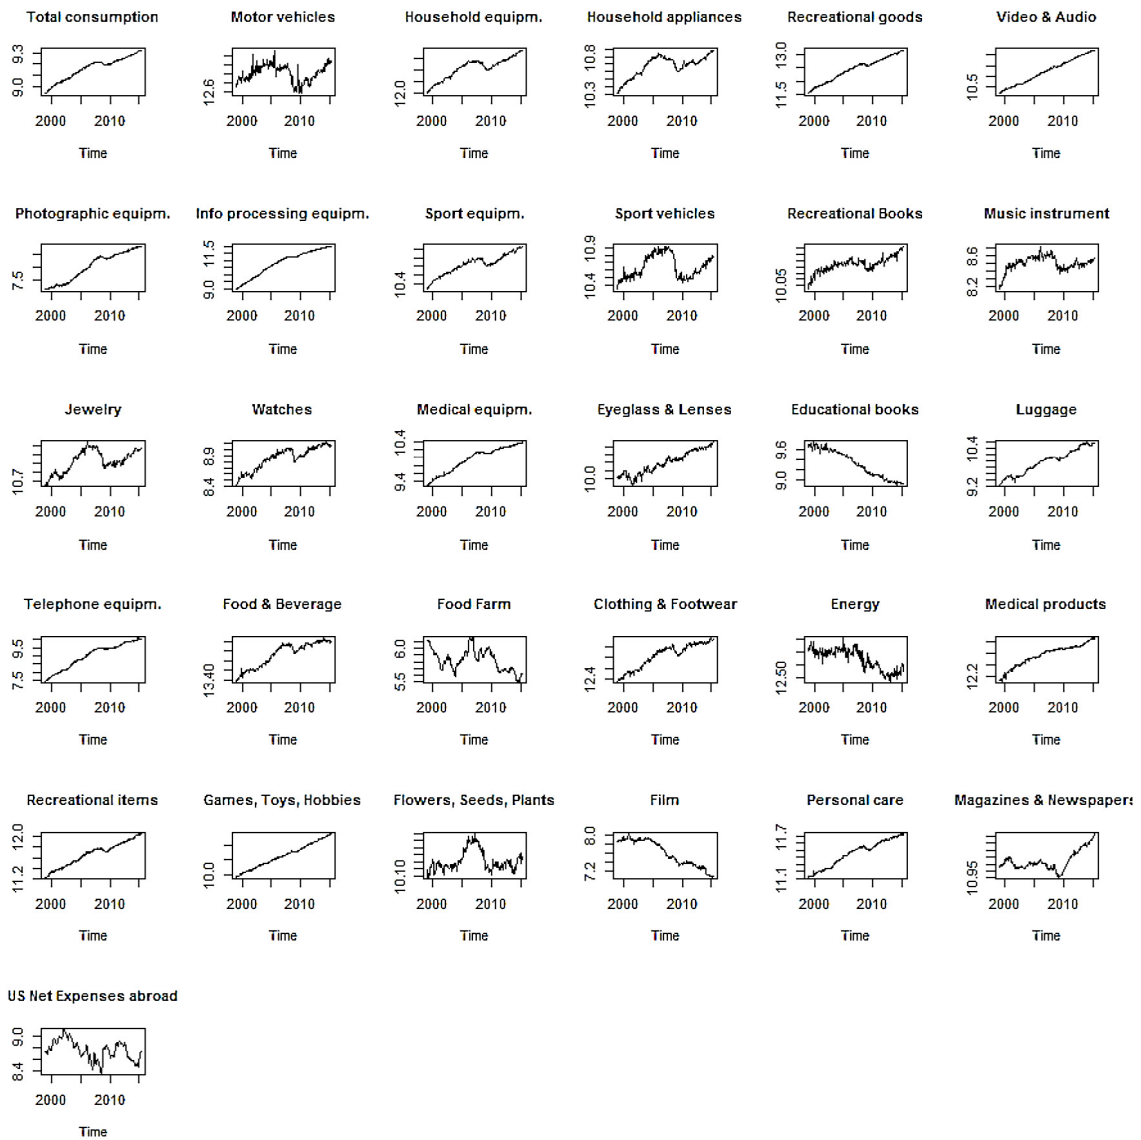 Total consumption Motor vehicles Household equipm. Household appliances Recreational goods Video & Audio
9.3 9.0 12.6 12.0 10.8 10.3 13.0 11.5 10.5
2000 2010 2000 2010 2000 2010 2000 2010 2000 2010 2000 2010
Time Time Time Time Time Time
Photographic equipm. Info processing equipm. Sport equipm. Sport vehicles Recreational Books Music instrument
7.5 11.5 9.0 10.4 10.9 10.4 10.05 8.6 8.2
2000 2010 2000 2010 2000 2010 2000 2010 2000 2010 2000 2010
Time Time Time Time Time Time
Jewelry Watches Medical equipm. Eyeglass & Lenses Educational books Luggage
10.7 8.9 8.4 10.4 9.4 10.0 9.6 9.0 10.4 9.2
2000 2010 2000 2010 2000 2010 2000 2010 2000 2010 2000 2010
Time Time Time Time Time Time
Telephone equipm. Food & Beverage Food Farm Clothing & Footwear Energy Medical products
9.5 7.5 13.40 6.0 5.5 12.4 12.50 12.2
2000 2010 2000 2010 2000 2010 2000 2010 2000 2010 2000 2010
Time Time Time Time Time Time
Recreational items Games, Toys, Hobbies Flowers, Seeds, Plants Film Personal care Magazines & Newspapers
12.0 11.2 10.0 10.10 8.0 7.2 11.7 11.1 10.95
2000 2010 2000 2010 2000 2010 2000 2010 2000 2010 2000 2010
Time Time Time Time Time Time
US Net Expenses abroad
9.0 8.4
2000 2010
Time